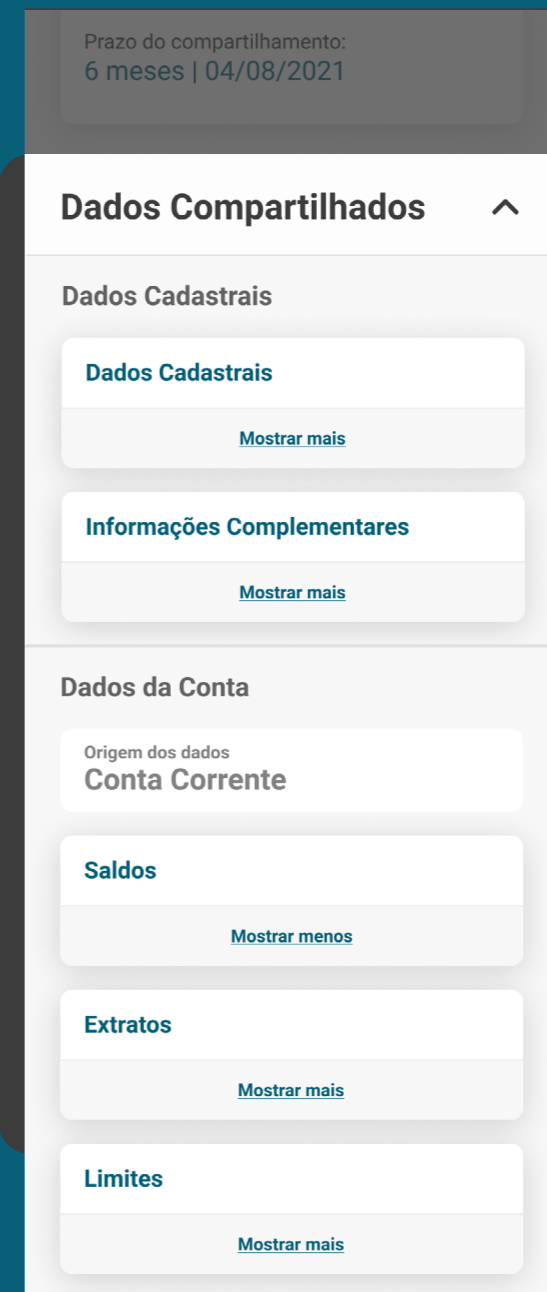 Prazo do compartilhamento:
6 meses | 04/08/2021
Dados Compartilhados
Dados Cadastrais
Dados Cadastrais
Mostrar mais
Informações Complementares
Mostrar mais
Dados da Conta
Origem dos dados
Conta Corrente
Saldos
Mostrar menos
Extratos
Mostrar mais
Limites
Mostrar mais